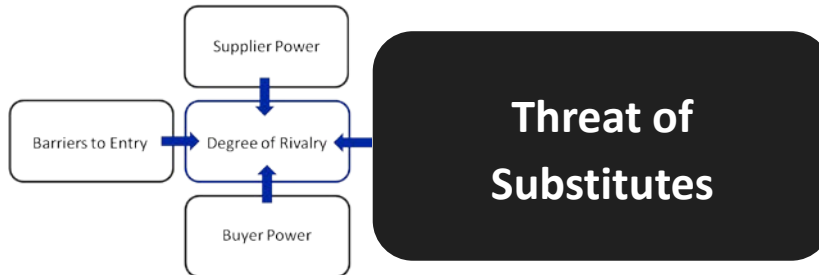 Supplier Power
Barriers to Entry
Degree of Rivalry
Threat of
Substitutes
Buyer Power